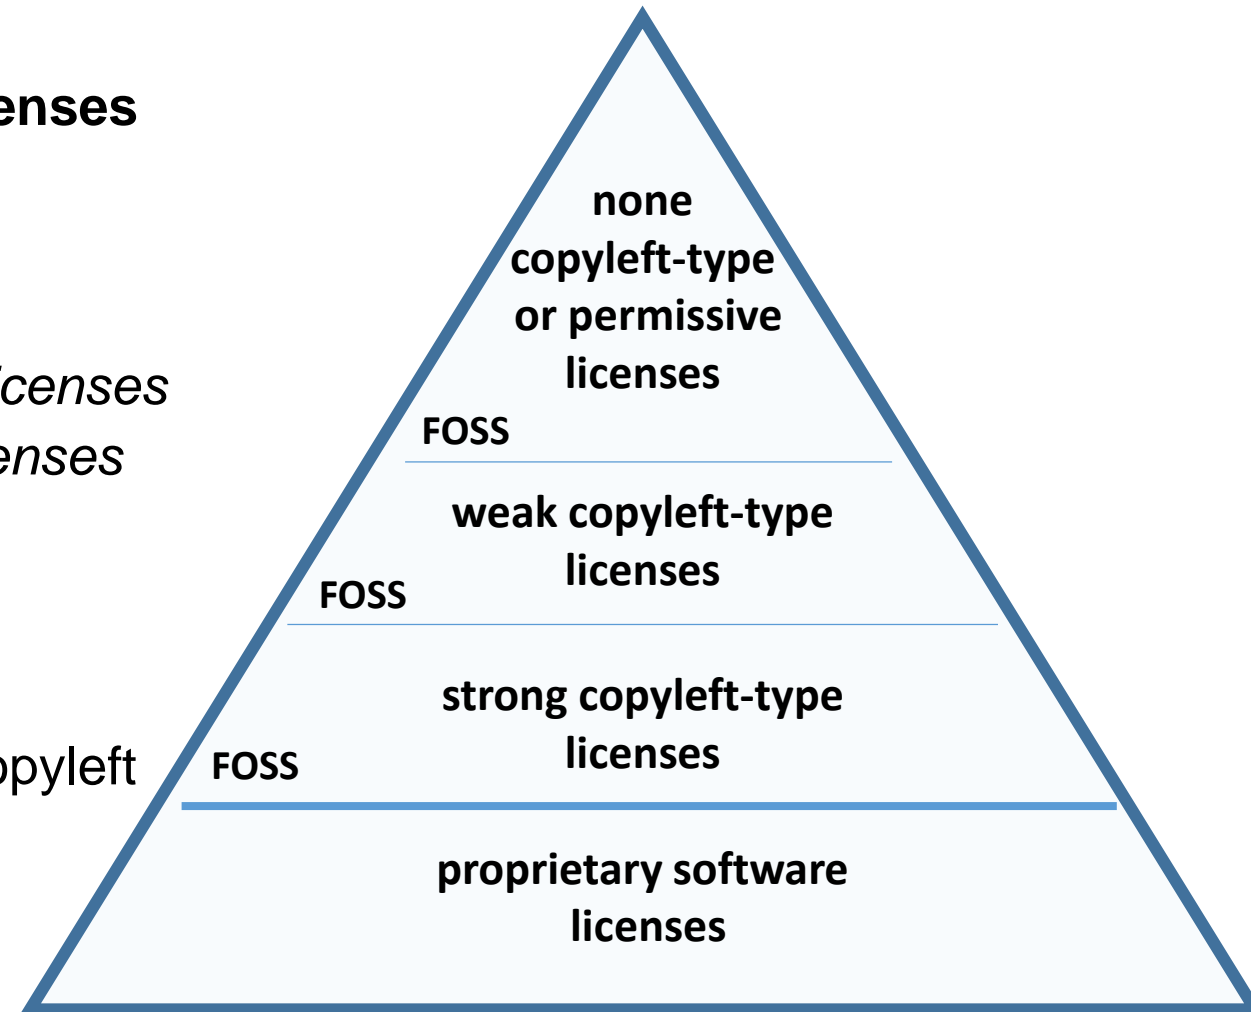 enses
none
copyleft-type
or permissive
licenses
icenses
FOSS
enses
weak copyleft-type
licenses
FOSS
strong copyleft-type
licenses
opyleft
FOSS
proprietary software
licenses